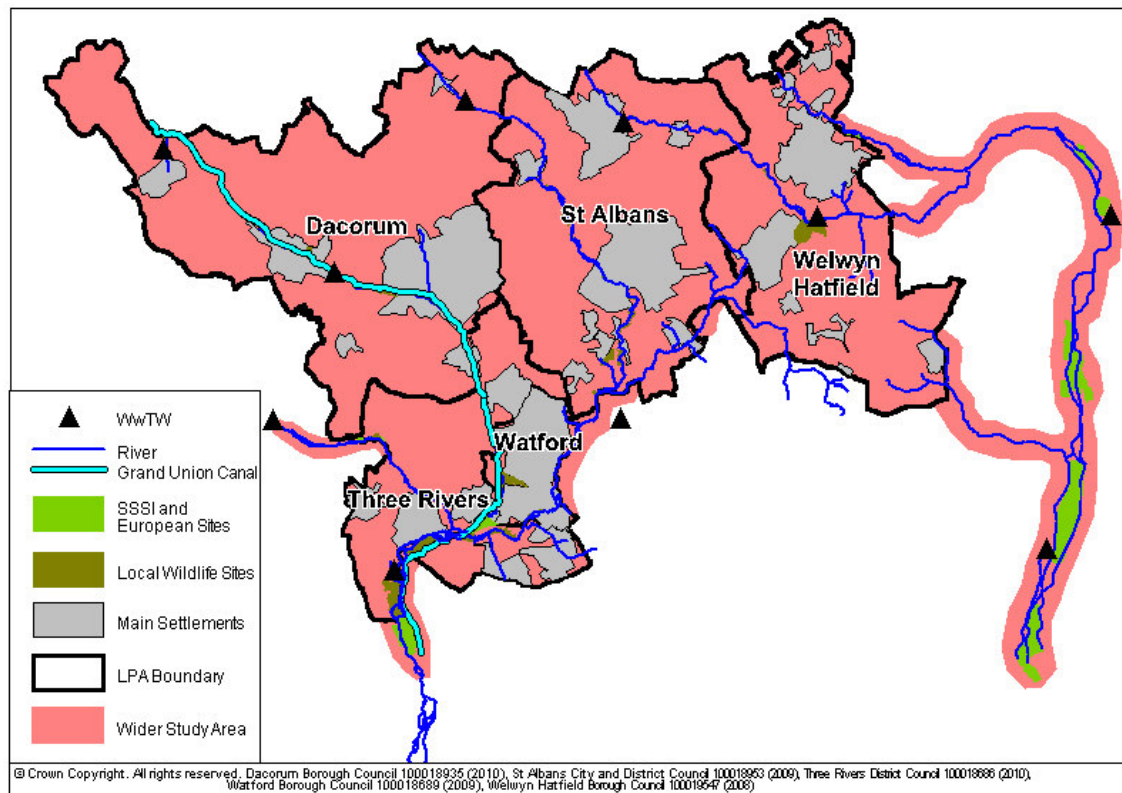 Dacorum
St Albans
Welwyn
Hatfield
Watford
Three Rivers
WwTW
River
Grand Union Canal
SSSI and
European Sites
Local Wildlife Sites
Main Settlements
LPA Boundary
Wider Study Area
© Crown Copyright. All rights reserved. Dacorum Borough Council 100018935 (2010), St Albans City and District Council 100018953 (2009), Three Rivers District Council 100018686 (2010),
Watford Borough Council 100018689 (2009), Welwyn Hatfield Borough Council 100019547 (2008)